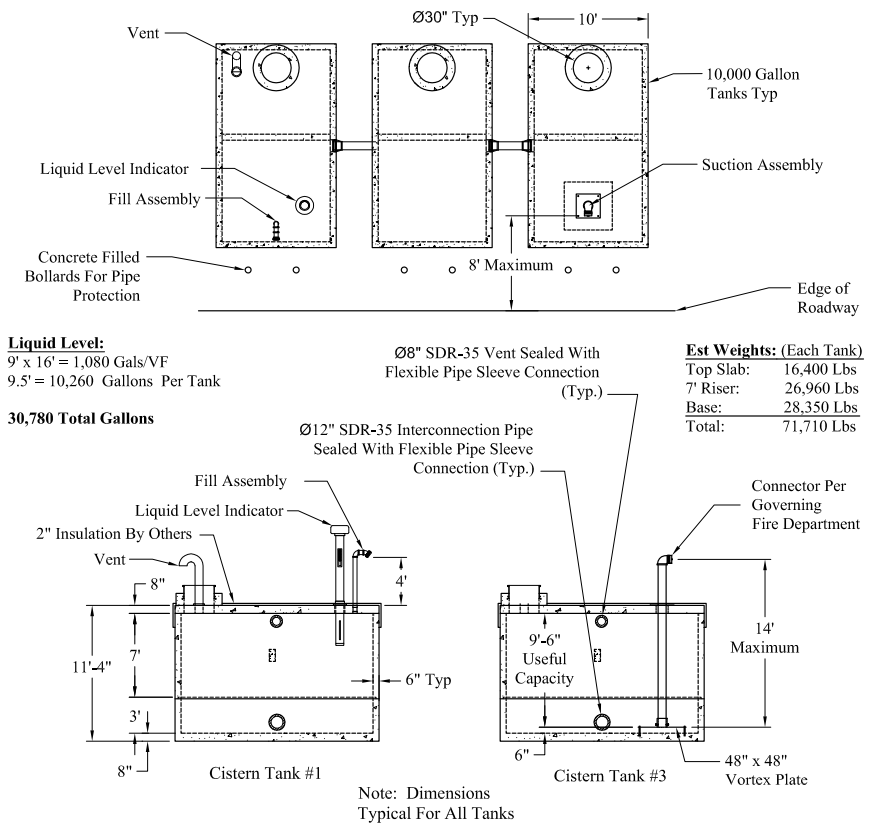 Ø30" Typ
10'
Vent
10,000 Gallon
Tanks Typ
Liquid Level Indicator
Fill Assembly
Suction Assembly
Concrete Filled
Bollards For Pipe
Protection
8' Maximum
Edge of
Roadway
Liquid Level:
9' x 16' = 1,080 Gals/VF
9.5' = 10,260 Gallons Per Tank
30,780 Total Gallons
Ø8" SDR-35 Vent Sealed With
Flexible Pipe Sleeve Connection
(Typ.)
Est Weights: (Each Tank)
Top Slab: 16,400 Lbs
7' Riser: 26,960 Lbs
Base: 28,350 Lbs
Total: 71,710 Lbs
Ø12" SDR-35 Interconnection Pipe
Sealed With Flexible Pipe Sleeve
Connection (Typ.)
Fill Assembly
Liquid Level Indicator
2" Insulation By Others
Vent
Connector Per
Governing
Fire Department
8"
4'
11'-4"
7'
6" Typ
3'
8"
9'-6"
Useful
Capacity
14'
Maximum
6"
48" x 48"
Vortex Plate
Cistern Tank #1
Cistern Tank #3
Note: Dimensions
Typical For All Tanks